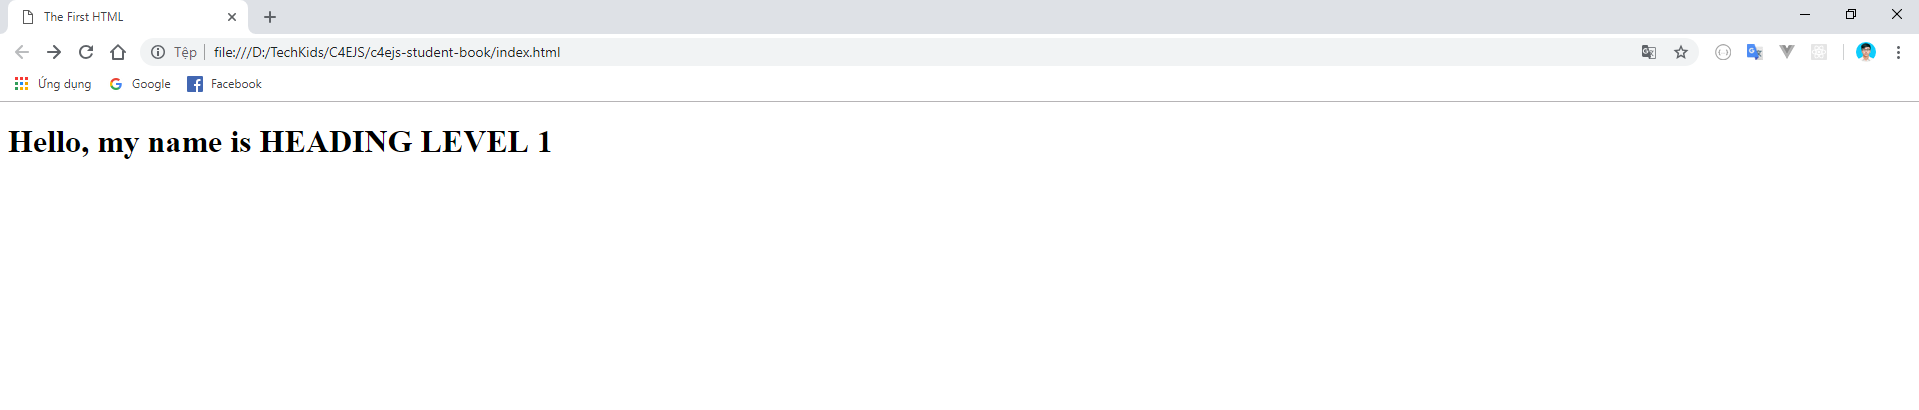 The First HTML
Tệp file:///D:/TechKids/C4EJS/c4ejs-student-book/index.html
Ứng dụng Google Facebook
Hello, my name is HEADING LEVEL 1